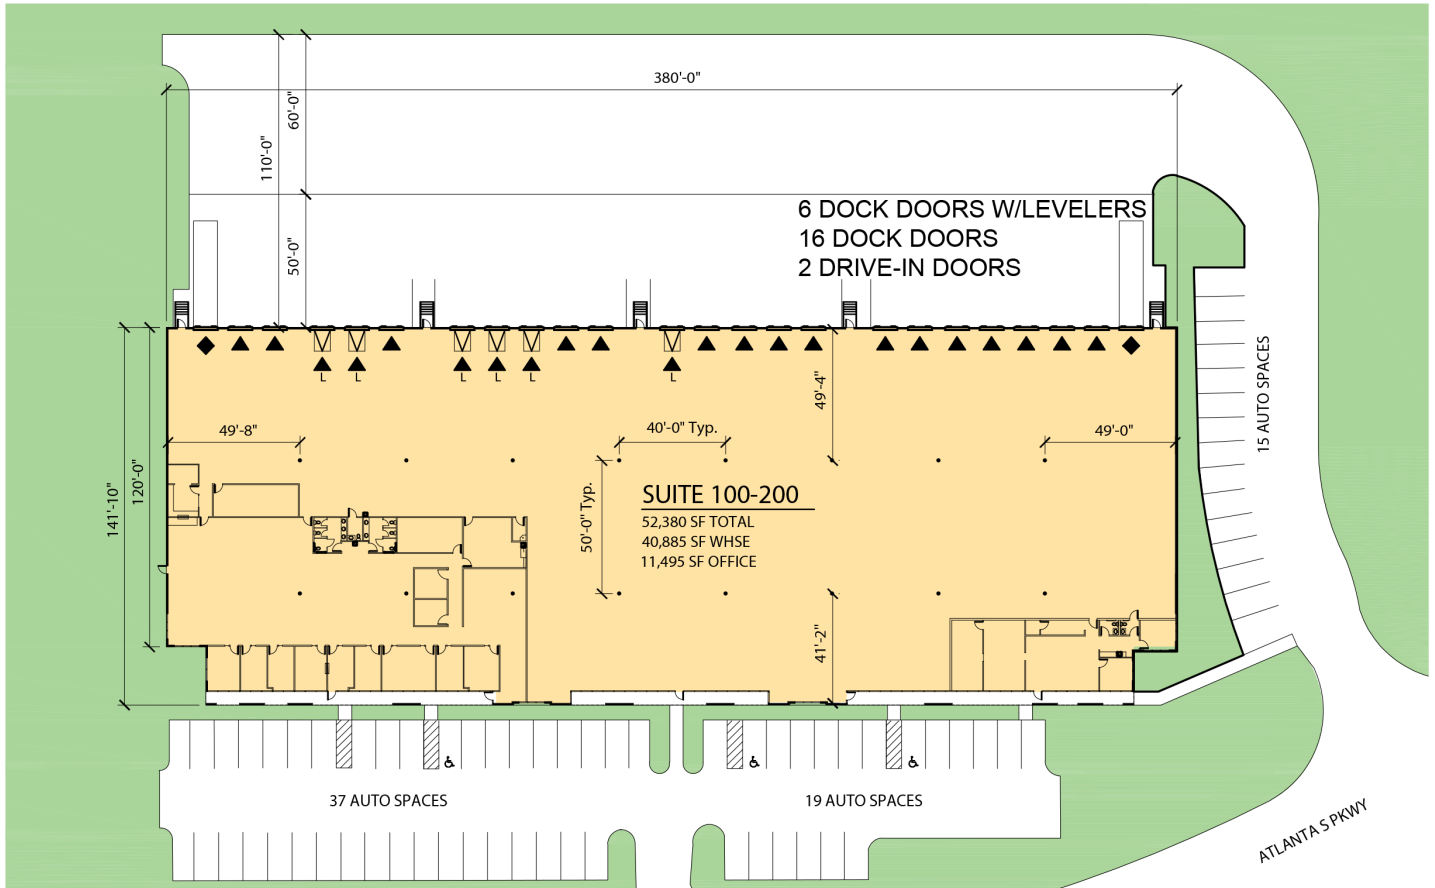 380'-0"
60'-0"
110'-0"
50'-0"
6 DOCK DOORS W/LEVELERS
16 DOCK DOORS
2 DRIVE-IN DOORS
L
L
L
L
L
L
49'-4"
15 AUTO SPACES
49'-8"
40'-0" Typ.
49'-0"
141'-10"
120'-0"
50'-0" Typ.
SUITE 100-200
52,380 SF TOTAL
40,885 SF WHSE
11,495 SF OFFICE
41'-2"
37 AUTO SPACES
19 AUTO SPACES
ATLANTA S PKWY